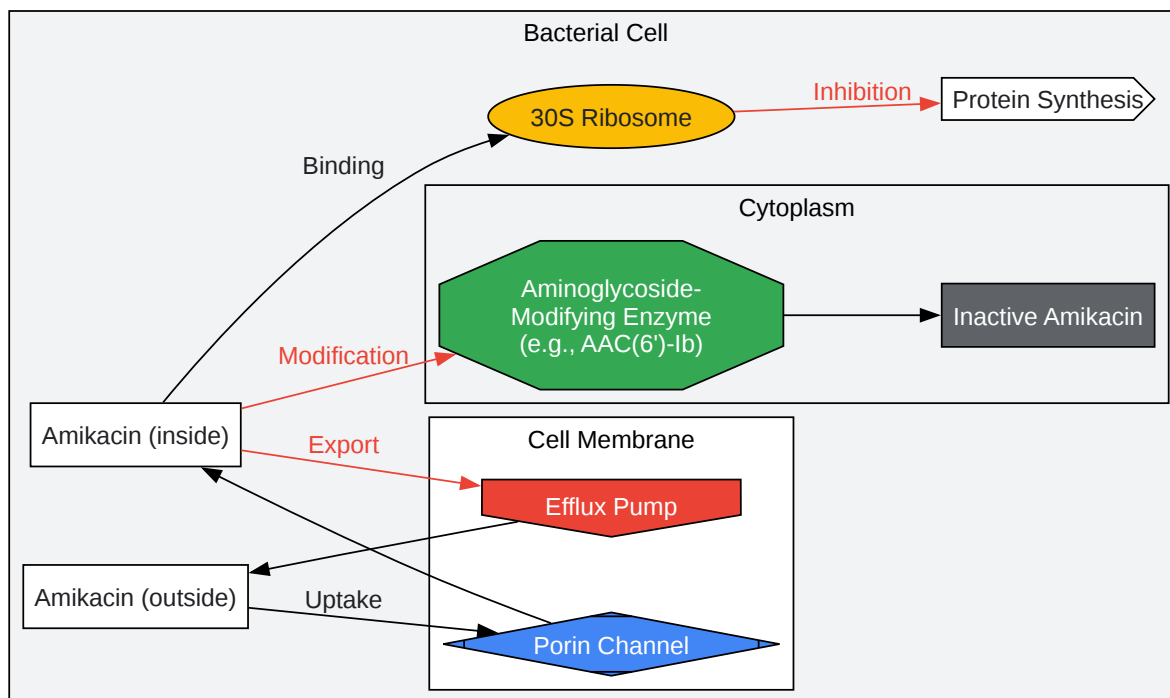 Bacterial Cell
30S Ribosome
Inhibition
Protein Synthesis
Binding
Cytoplasm
Aminoglycoside-
Modifying Enzyme
(e.g., AAC(6')-Ib)
Inactive Amikacin
Modification
Amikacin (inside)
Export
Cell Membrane
Efflux Pump
Amikacin (outside)
Uptake
Porin Channel